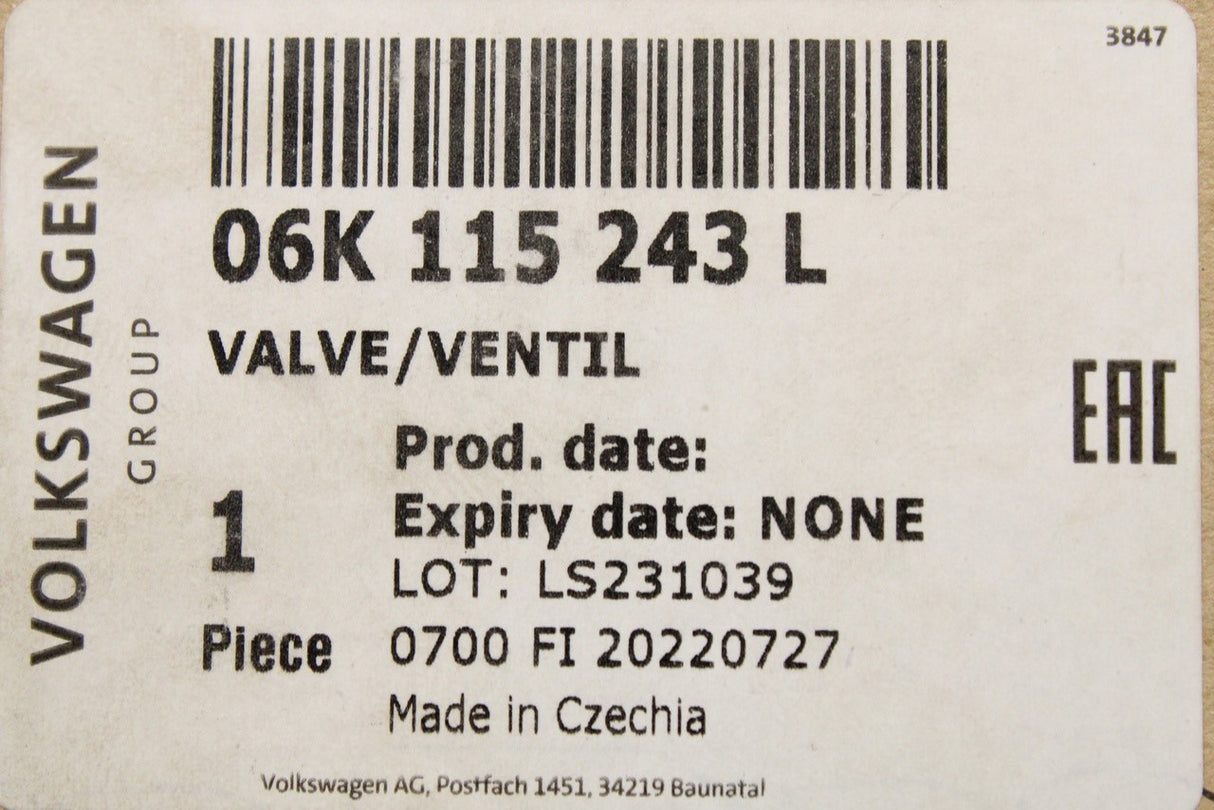 3847
VOLKSWAGEN
GROUP
06K 115 243 L
VALVE/VENTIL
EAC
Prod. date:
Expiry date: NONE
1
LOT: LS231039
Piece
0700 FI 20220727
Made in Czechia
Volkswagen AG, Postfach 1451, 34219 Baunatal